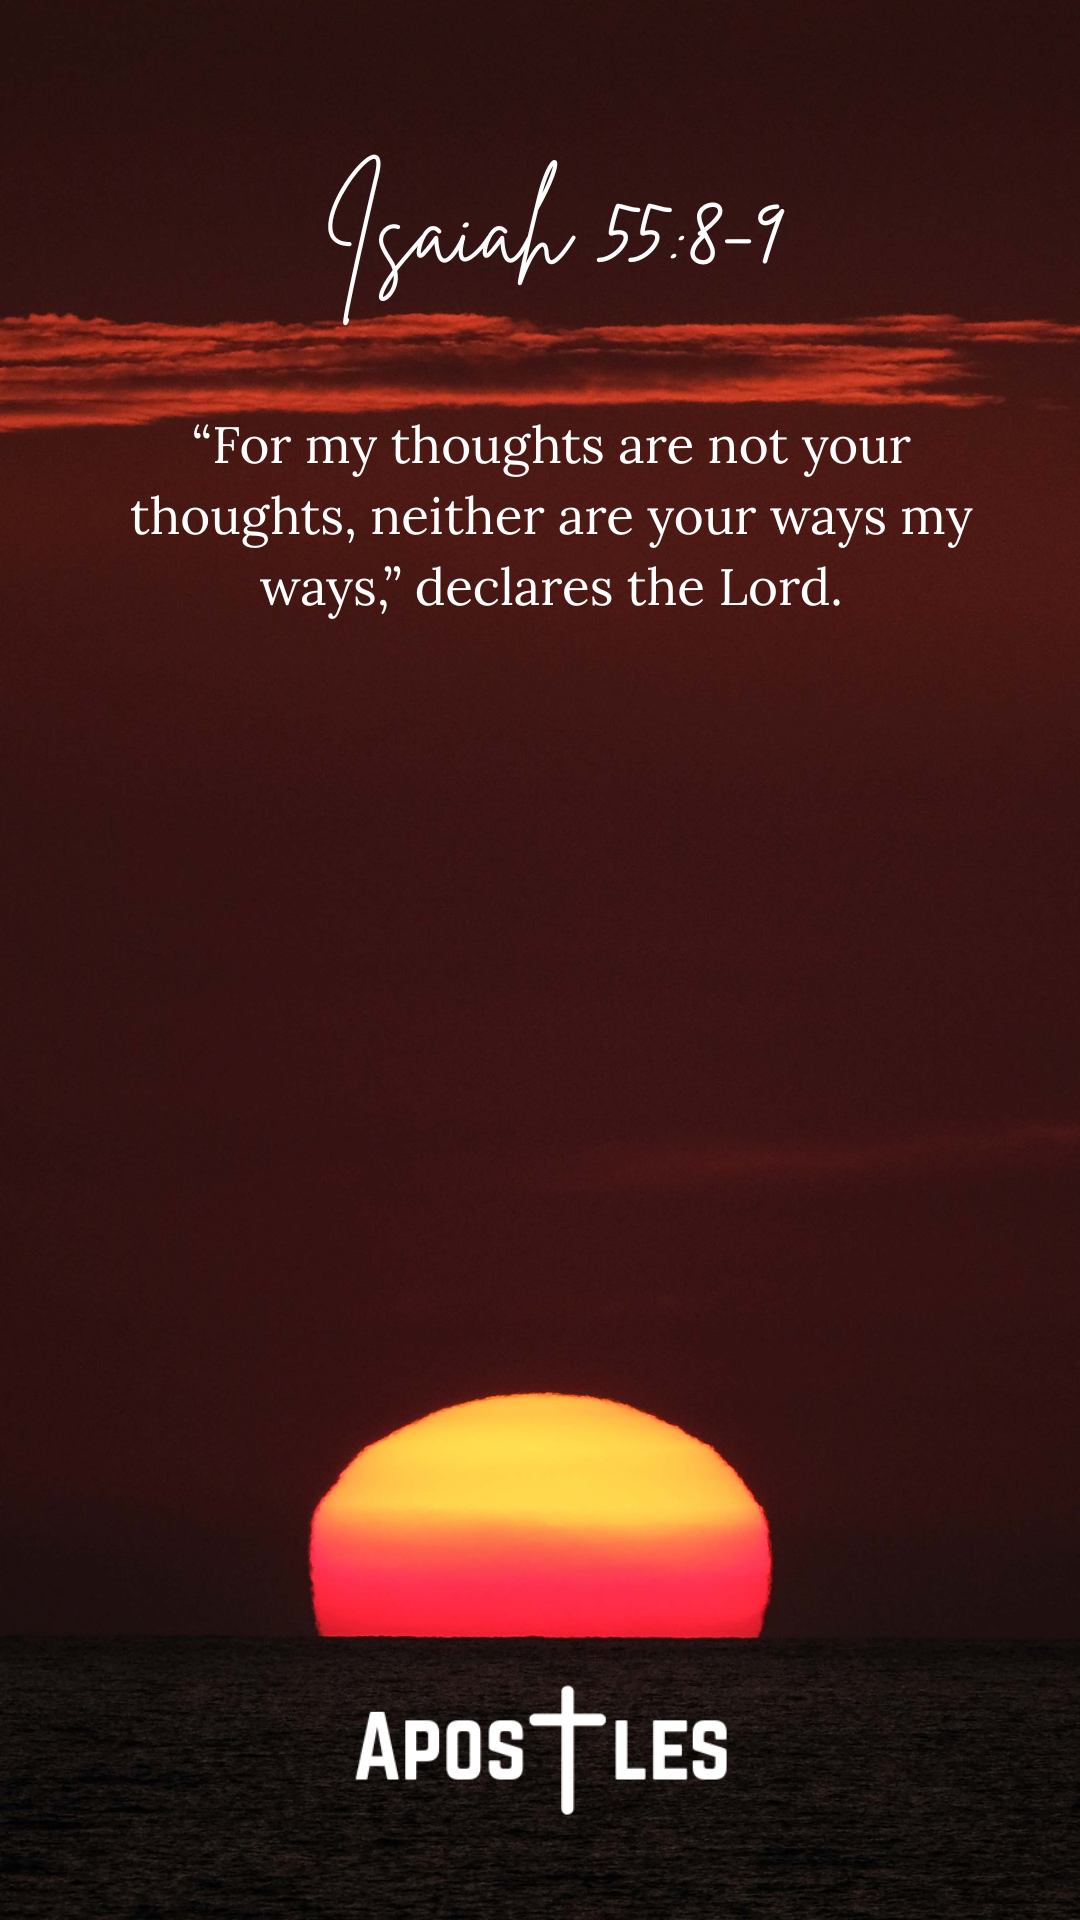 Isaiah 55:8-9
“For my thoughts are not your
thoughts, neither are your ways my
ways,” declares the Lord.
APOSTLES